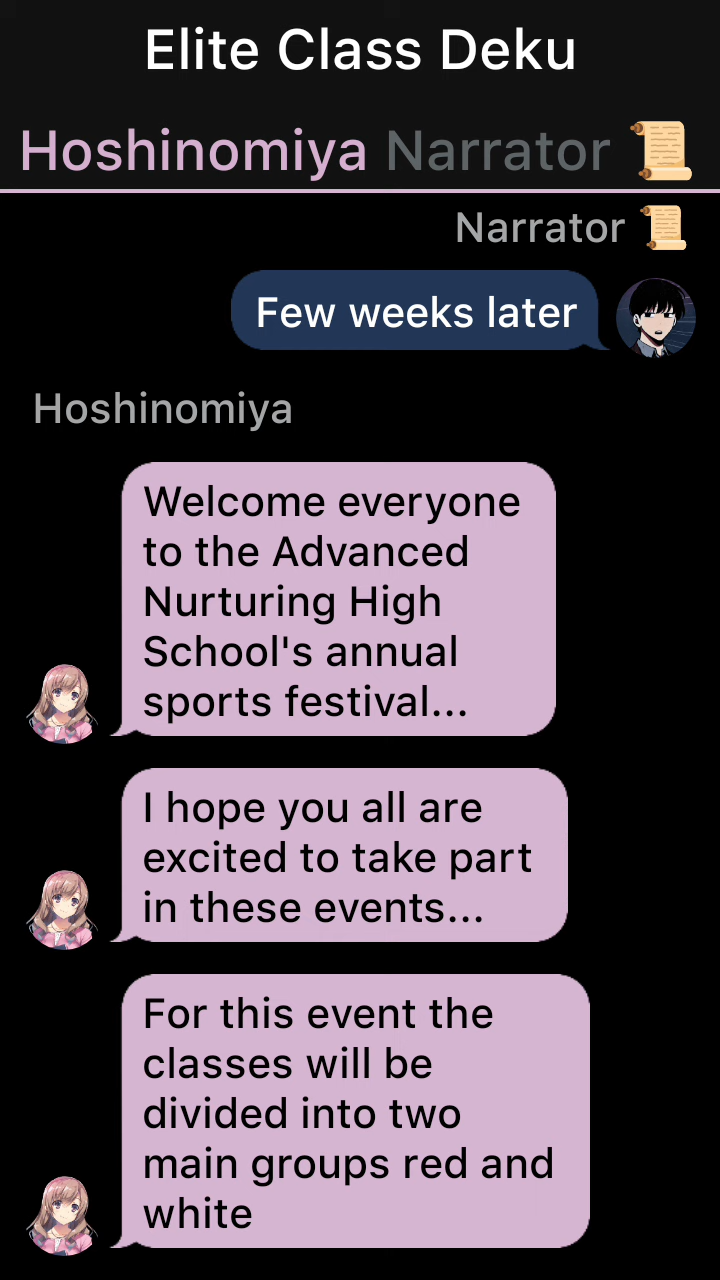 Elite Class Deku
Hoshinomiya Narrator 📜
Narrator 📜
Few weeks later
Hoshinomiya
Welcome everyone
to the Advanced
Nurturing High
School's annual
sports festival...
I hope you all are
excited to take part
in these events...
For this event the
classes will be
divided into two
main groups red and
white